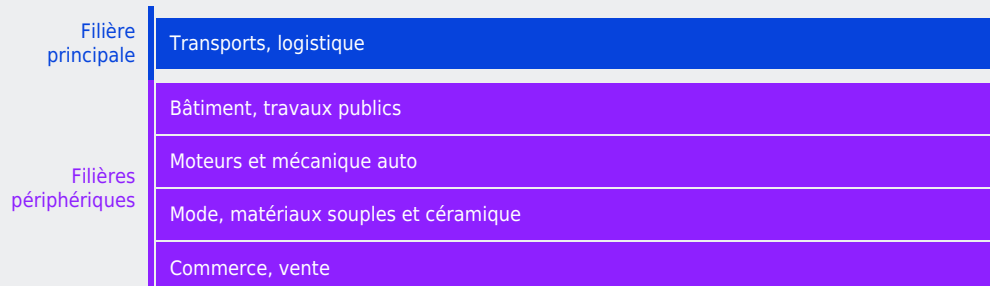 Filière
principale
Transports, logistique
Filières
périphériques
Bâtiment, travaux publics
Moteurs et mécanique auto
Mode, matériaux souples et céramique
Commerce, vente